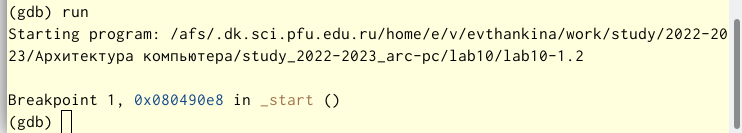 (gdb) run
Starting program: /afs/.dk.sci.pfu.edu.ru/home/e/v/evthankina/work/study/2022-20
23/Архитектура компьютера/study_2022-2023_arc-pc/lab10/lab10-1.2
Breakpoint 1, 0x080490e8 in _start ()
(gdb)